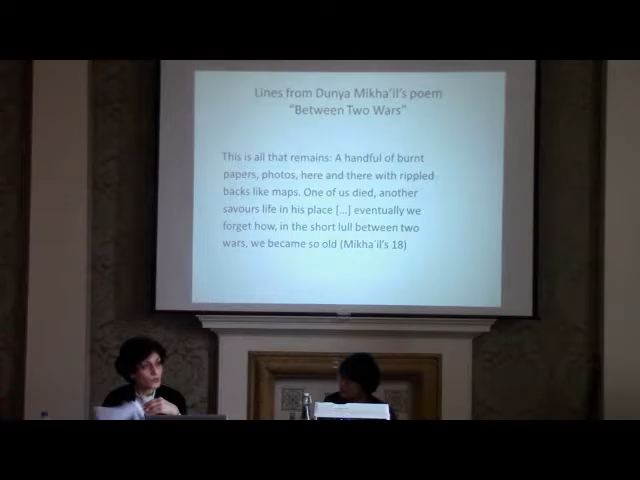 Lines from Dunya Mikha'il's poem
"Between Two Wars"
This is all that remains: A handful of burnt
papers, photos, here and there with rippled
backs like maps. One of us died, another
savours life in his place [...] eventually we
forget how, in the short lull between two
wars, we became so old (Mikha´il's 18)